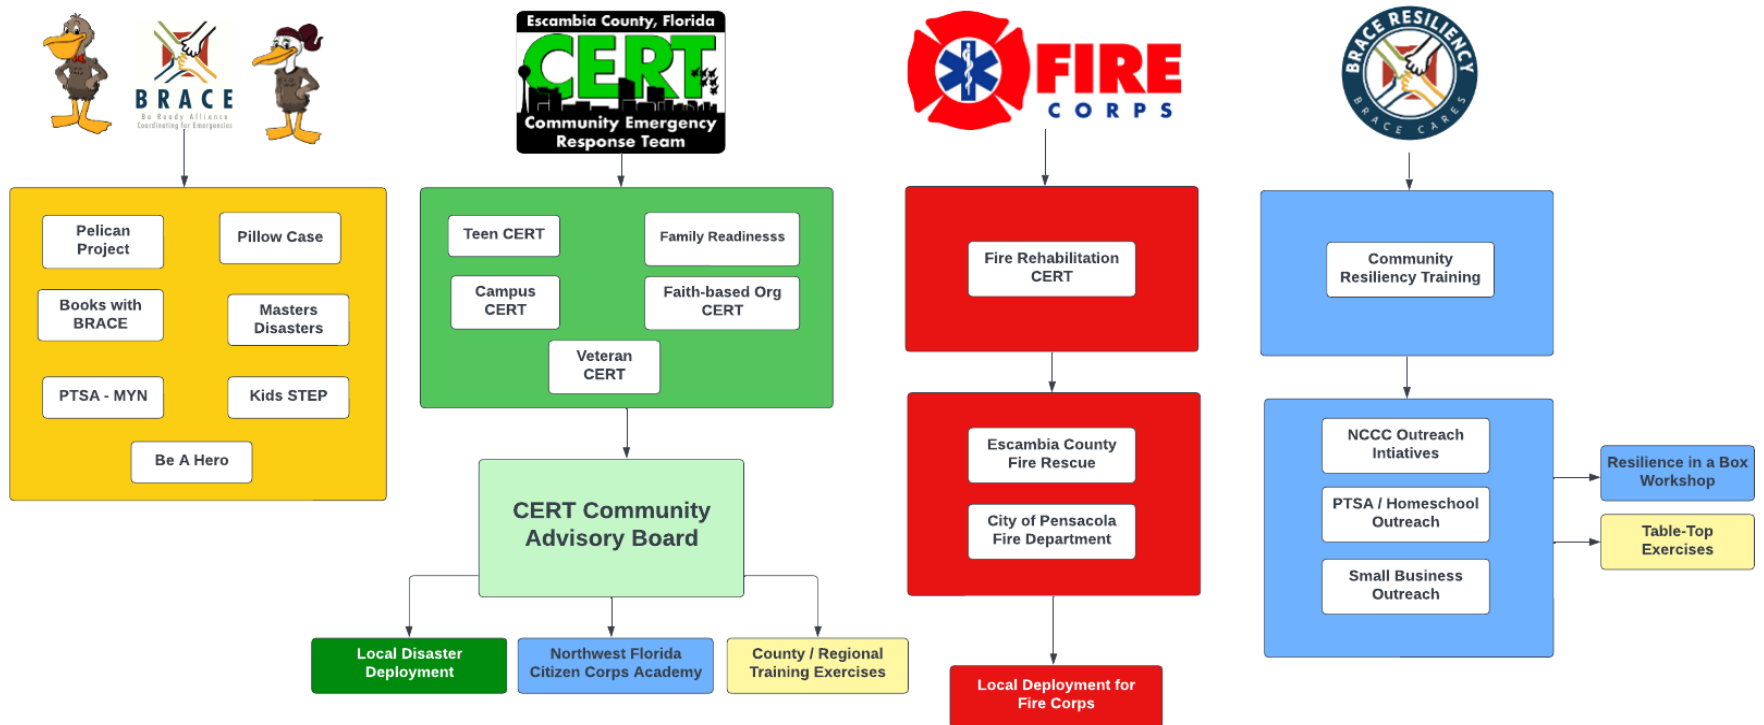 BRACE
Be Ready Alliance
Coordinating for Emergencies
Pelican
Project
Pillow Case
Books with
BRACE
Masters
Disasters
PTSA - MYN
Kids STEP
Be A Hero
Escambia County, Florida
CERT
Community Emergency
Response Team
Teen CERT
Family Readinesss
Campus
CERT
Faith-based Org
CERT
Veteran
CERT
CERT Community
Advisory Board
Local Disaster
Deployment
Northwest Florida
Citizen Corps Academy
County / Regional
Training Exercises
FIRE
CORPS
Fire Rehabilitation
CERT
Escambia County
Fire Rescue
City of Pensacola
Fire Department
Local Deployment for
Fire Corps
BRACE RESILIENCY
BRACE CARES
Community
Resiliency Training
NCCC Outreach
Intiatives
PTSA / Homeschool
Outreach
Small Business
Outreach
Resilience in a Box
Workshop
Table-Top
Exercises